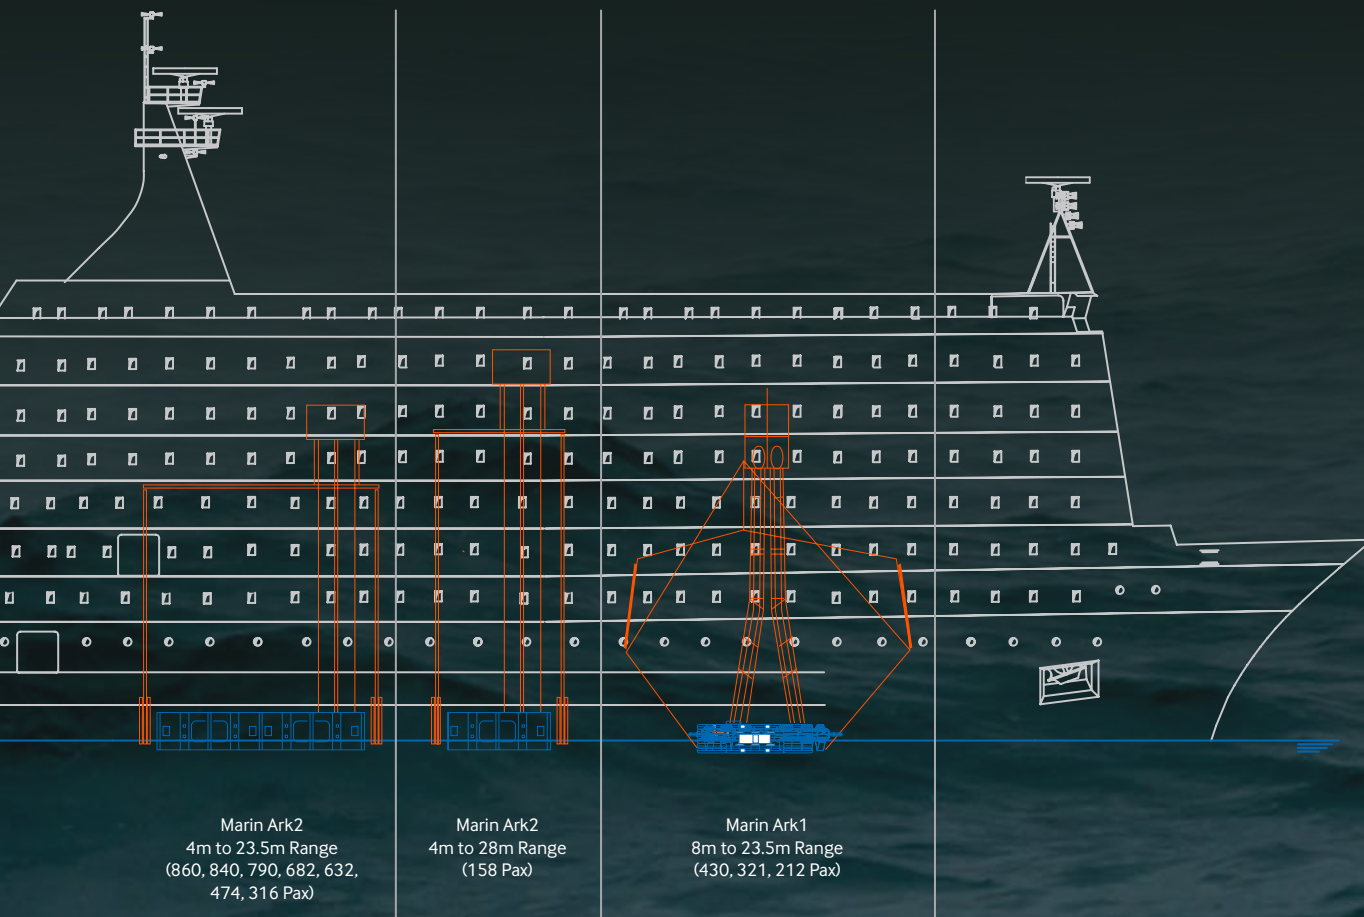 Marin Ark2
4m to 23.5m Range
(860, 840, 790, 682, 632,
474, 316 Pax)
Marin Ark2
4m to 28m Range
(158 Pax)
Marin Ark1
8m to 23.5m Range
(430, 321, 212 Pax)